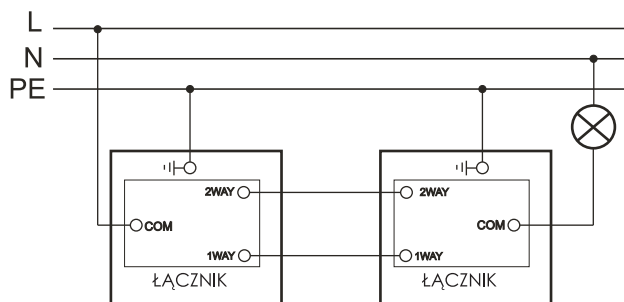 L
N
PE
2WAY 2WAY
COM COM
1WAY 1WAY
ŁĄCZNIK ŁĄCZNIK